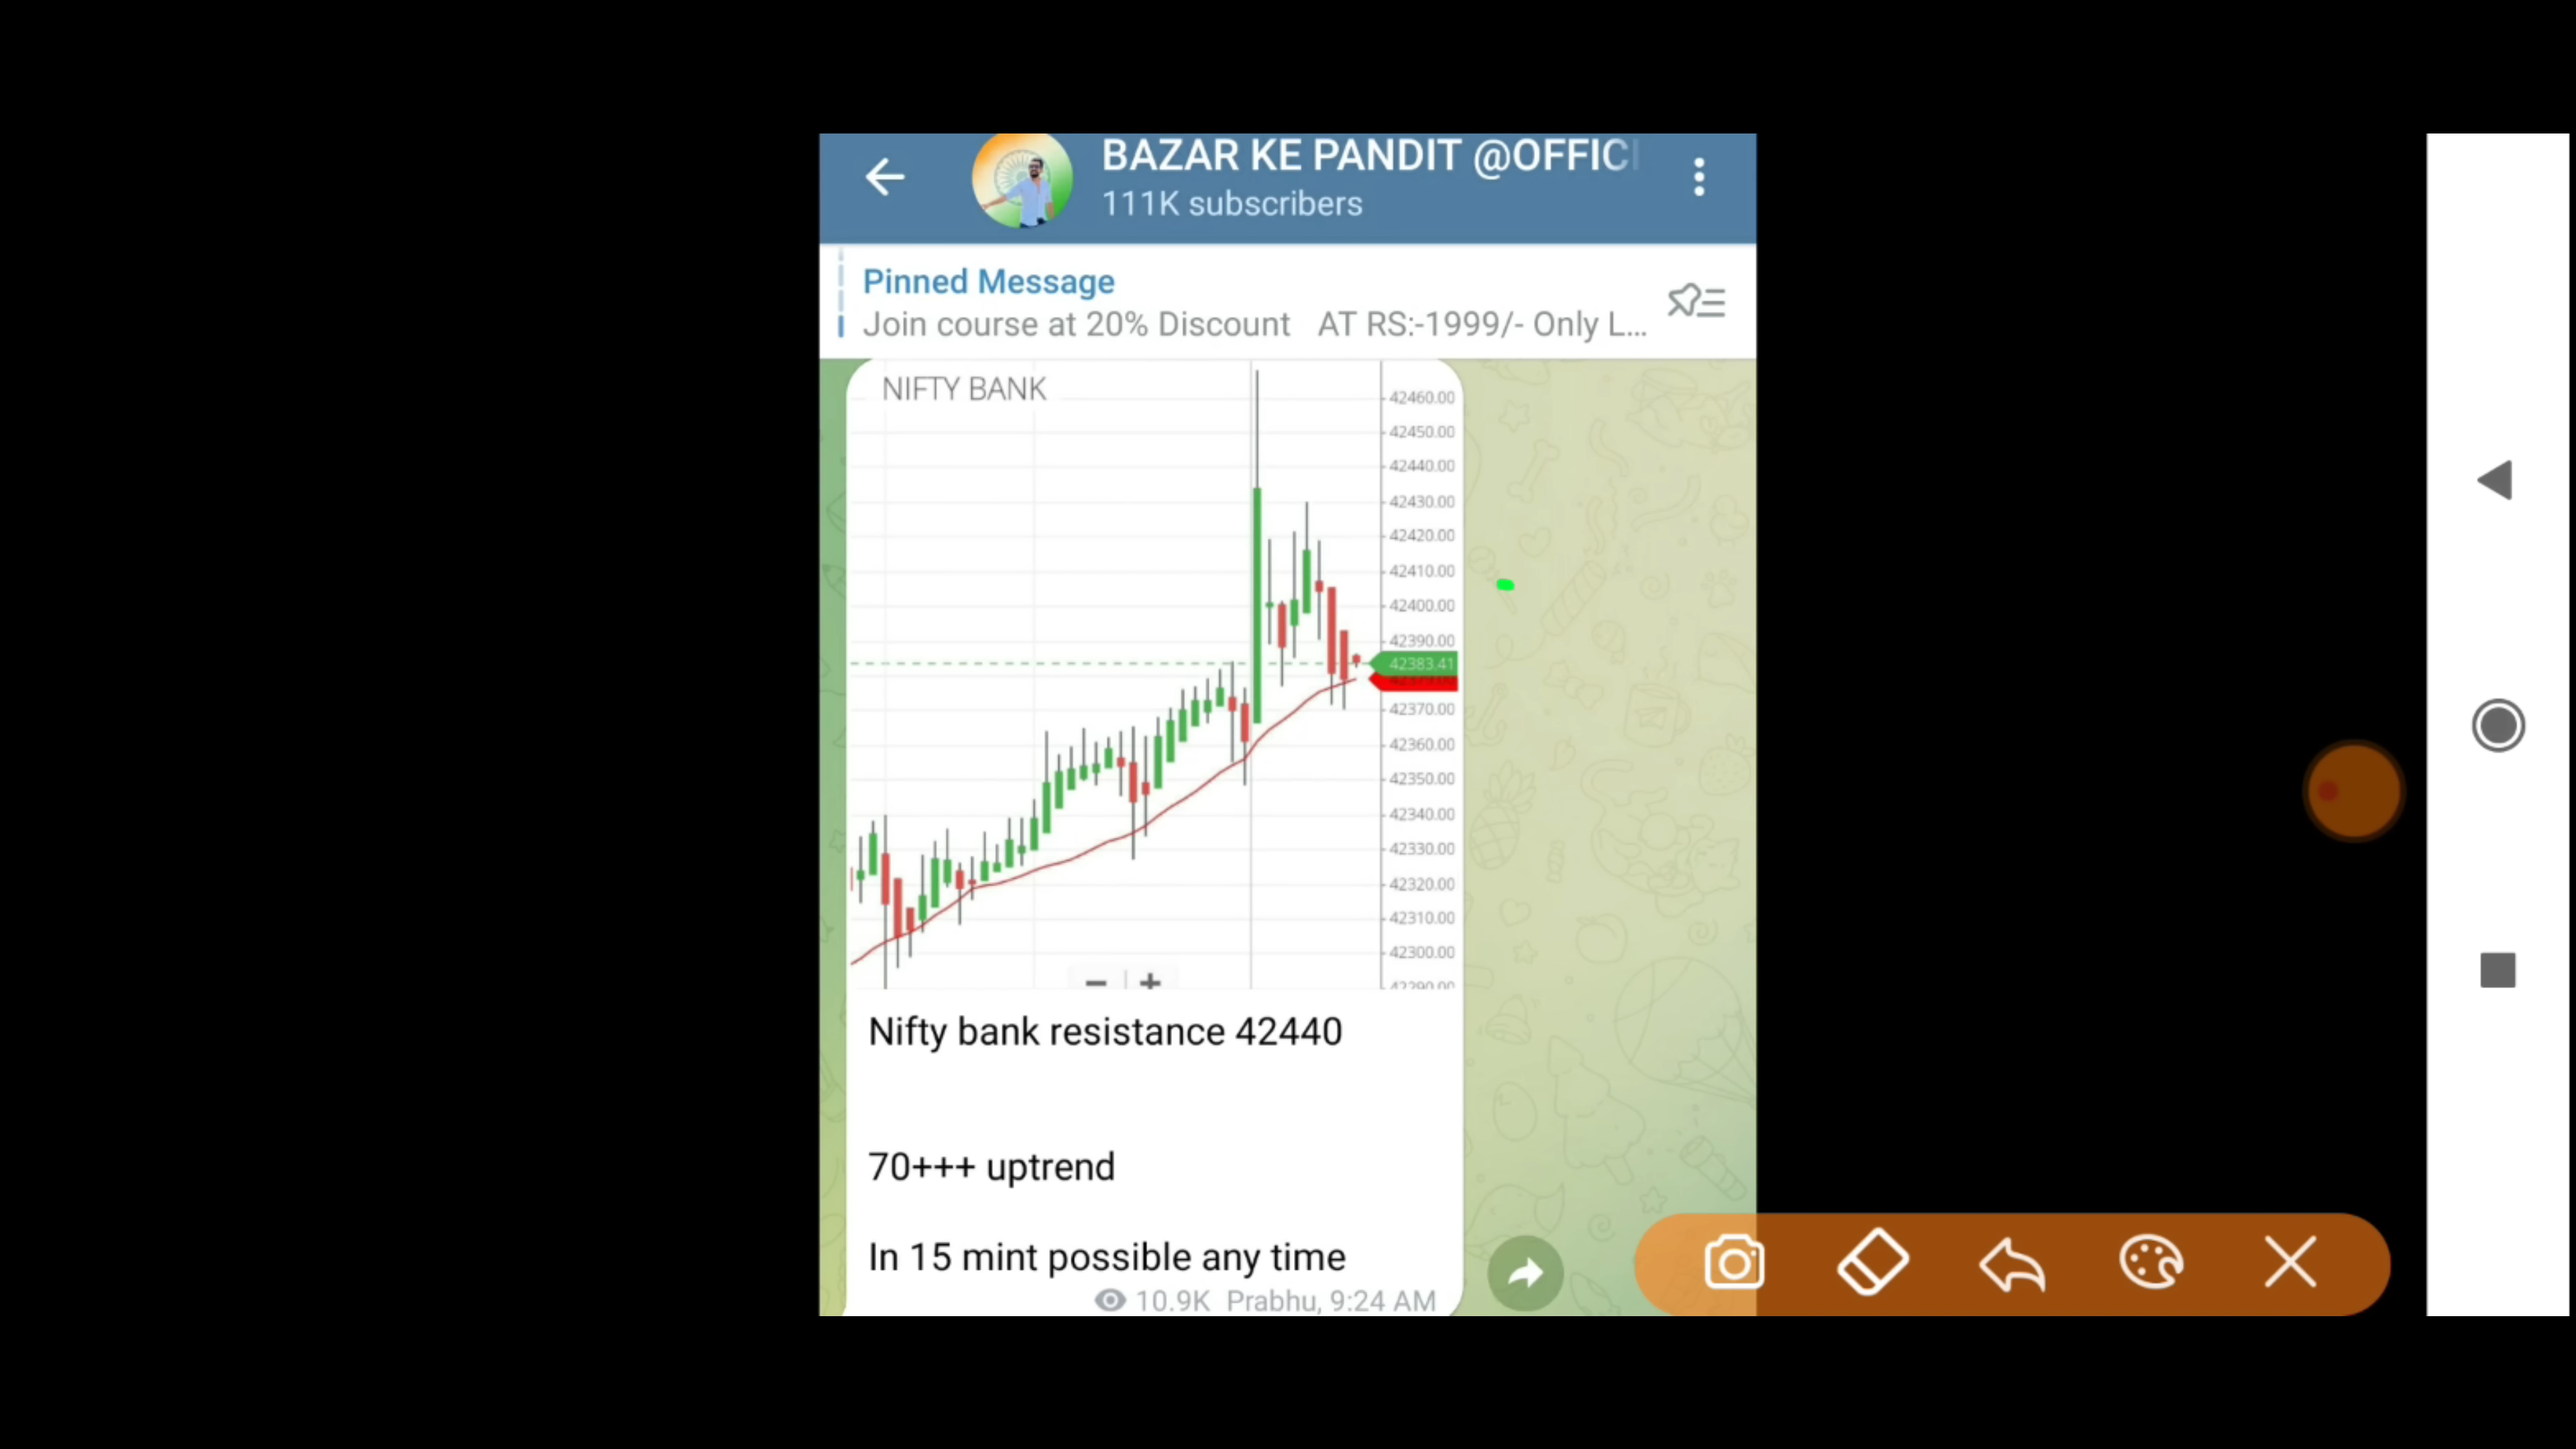 BAZAR KE PANDIT @OFFIC
111K subscribers
Pinned Message
Join course at 20% Discount AT RS:-1999/- Only L...
NIFTY BANK
42460.00
42450.00
42440.00
42430.00
42420.00
42410.00
42400.00
42390.00
42383.41
42370.00
42360.00
42350.00
42340.00
42330.00
42320.00
42310.00
42300.00
42290.00
Nifty bank resistance 42440
70+++ uptrend
In 15 mint possible any time
10.9K Prabhu, 9:24 AM